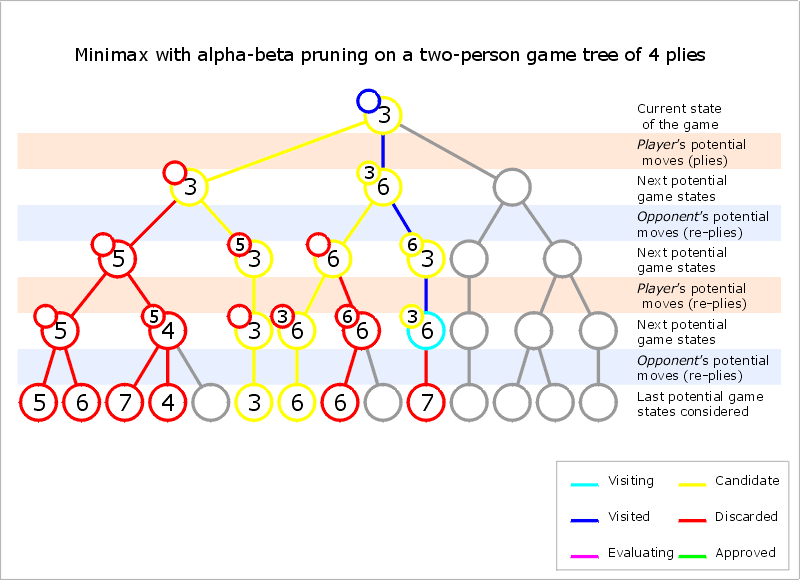 Minimax with alpha-beta pruning on a two-person game tree of 4 plies
3
Current state
of the game
Player's potential
moves (plies)
3 3 6
Next potential
game states
Opponent's potential
moves (re-plies)
5 5 3 6 6 3
Next potential
game states
Player's potential
moves (re-plies)
5 5 4 3 3 6 6 6 3 6
Next potential
game states
Opponent's potential
moves (re-plies)
5 6 7 4 3 6 6 7
Last potential game
states considered
Visiting Candidate
Visited Discarded
Evaluating Approved